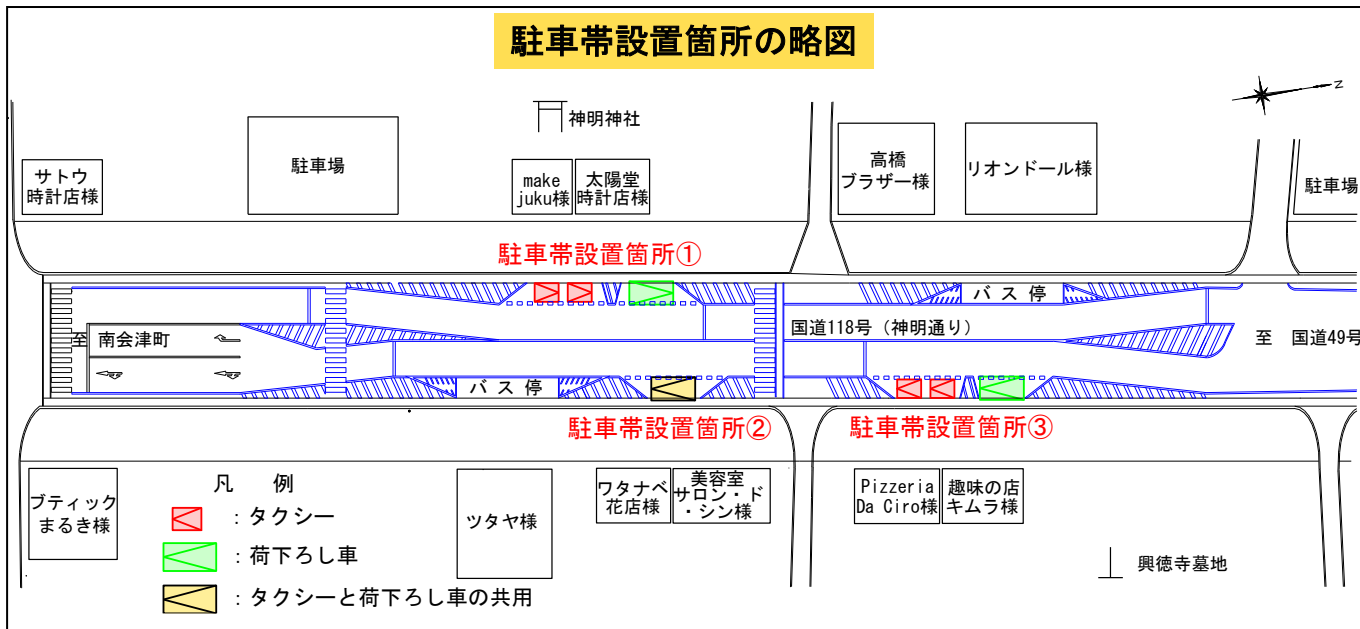 駐車帯設置箇所の略図
Z
神明神社
サトウ
時計店様
駐車場
make
juku様
太陽堂
時計店様
高橋
ブラザー様
リオンドール様
駐車場
駐車帯設置箇所①
バス停
至 南会津町
国道118号（神明通り）
至 国道49号
バス停
駐車帯設置箇所②
駐車帯設置箇所③
ブティック
まるき様
凡 例
：タクシー
：荷下ろし車
：タクシーと荷下ろし車の共用
ツタヤ様
ワタナベ
花店様
美容室
サロン・ド
・シン様
Pizzeria
Da Ciro様
趣味の店
キムラ様
興徳寺墓地